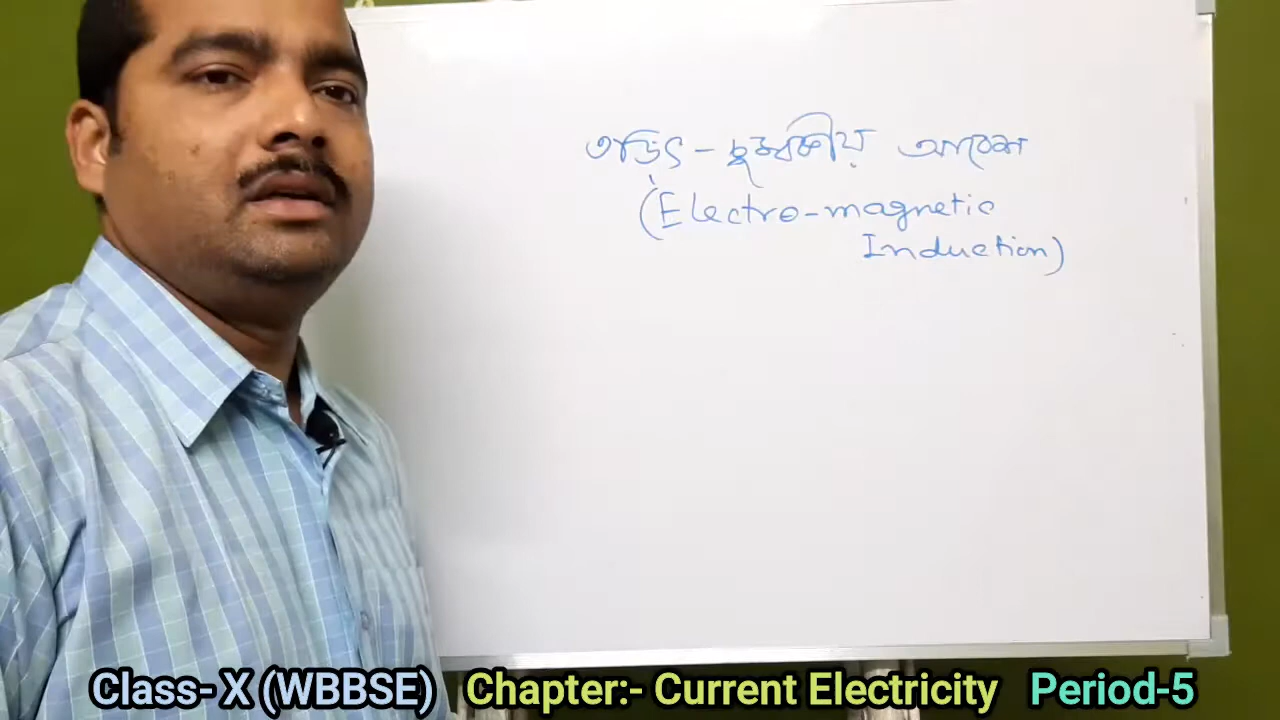 তড়িৎ - চুম্বকীয় আবেশ
(Electro-magnetic
Induction)
Class- X (WBBSE) Chapter:- Current Electricity Period-5